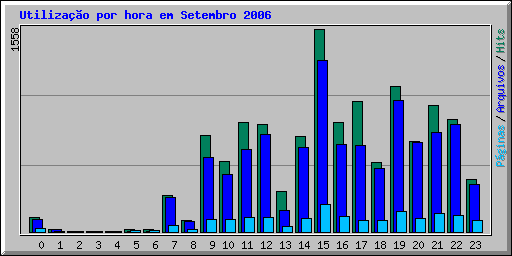 Utilização por hora em Setembro 2006
1558
Páginas / Arquivos / Hits
0 1 2 3 4 5 6 7 8 9 10 11 12 13 14 15 16 17 18 19 20 21 22 23